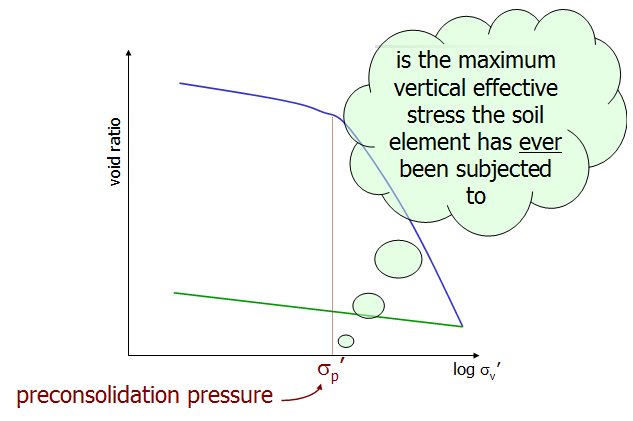 is the maximum
vertical effective
stress the soil
element has ever
been subjected
to
void ratio
σp’
log σv’
preconsolidation pressure